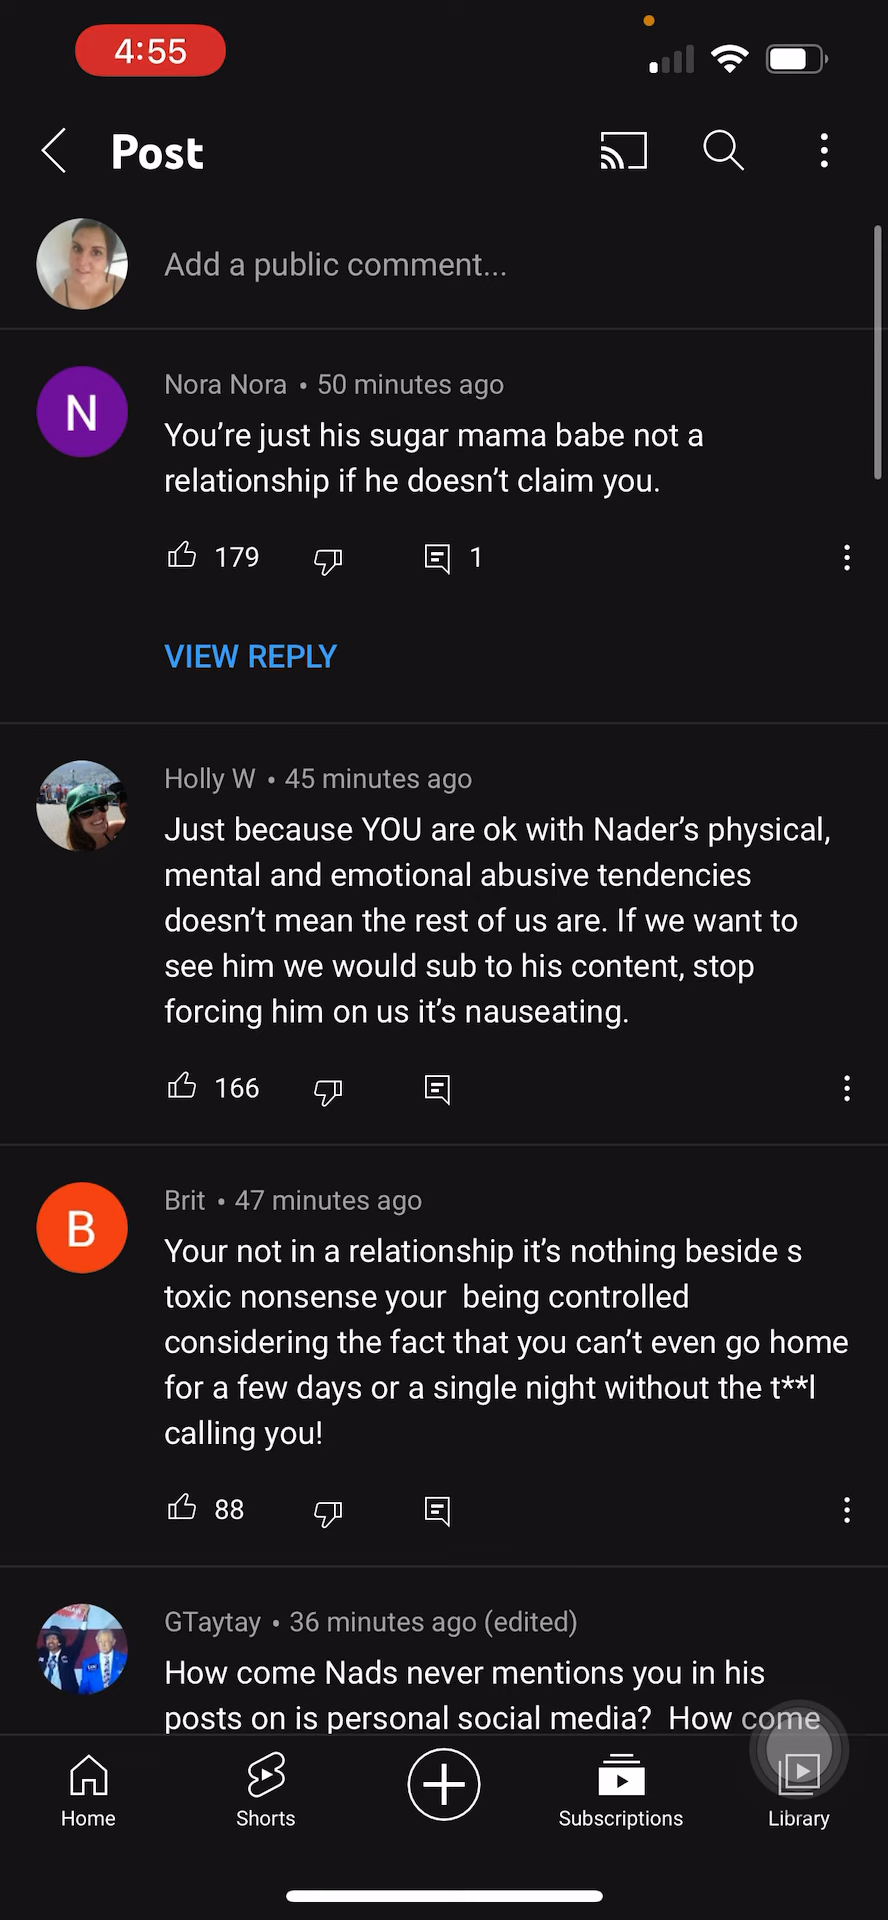 4:55
Post
Add a public comment...
Nora Nora • 50 minutes ago
You’re just his sugar mama babe not a
relationship if he doesn’t claim you.
179 1
VIEW REPLY
Holly W • 45 minutes ago
Just because YOU are ok with Nader’s physical,
mental and emotional abusive tendencies
doesn’t mean the rest of us are. If we want to
see him we would sub to his content, stop
forcing him on us it’s nauseating.
166
B
Brit • 47 minutes ago
Your not in a relationship it’s nothing beside s
toxic nonsense your  being controlled
considering the fact that you can’t even go home
for a few days or a single night without the t**l
calling you!
88
GTaytay • 36 minutes ago (edited)
How come Nads never mentions you in his
posts on is personal social media?  How come
Home Shorts Subscriptions Library